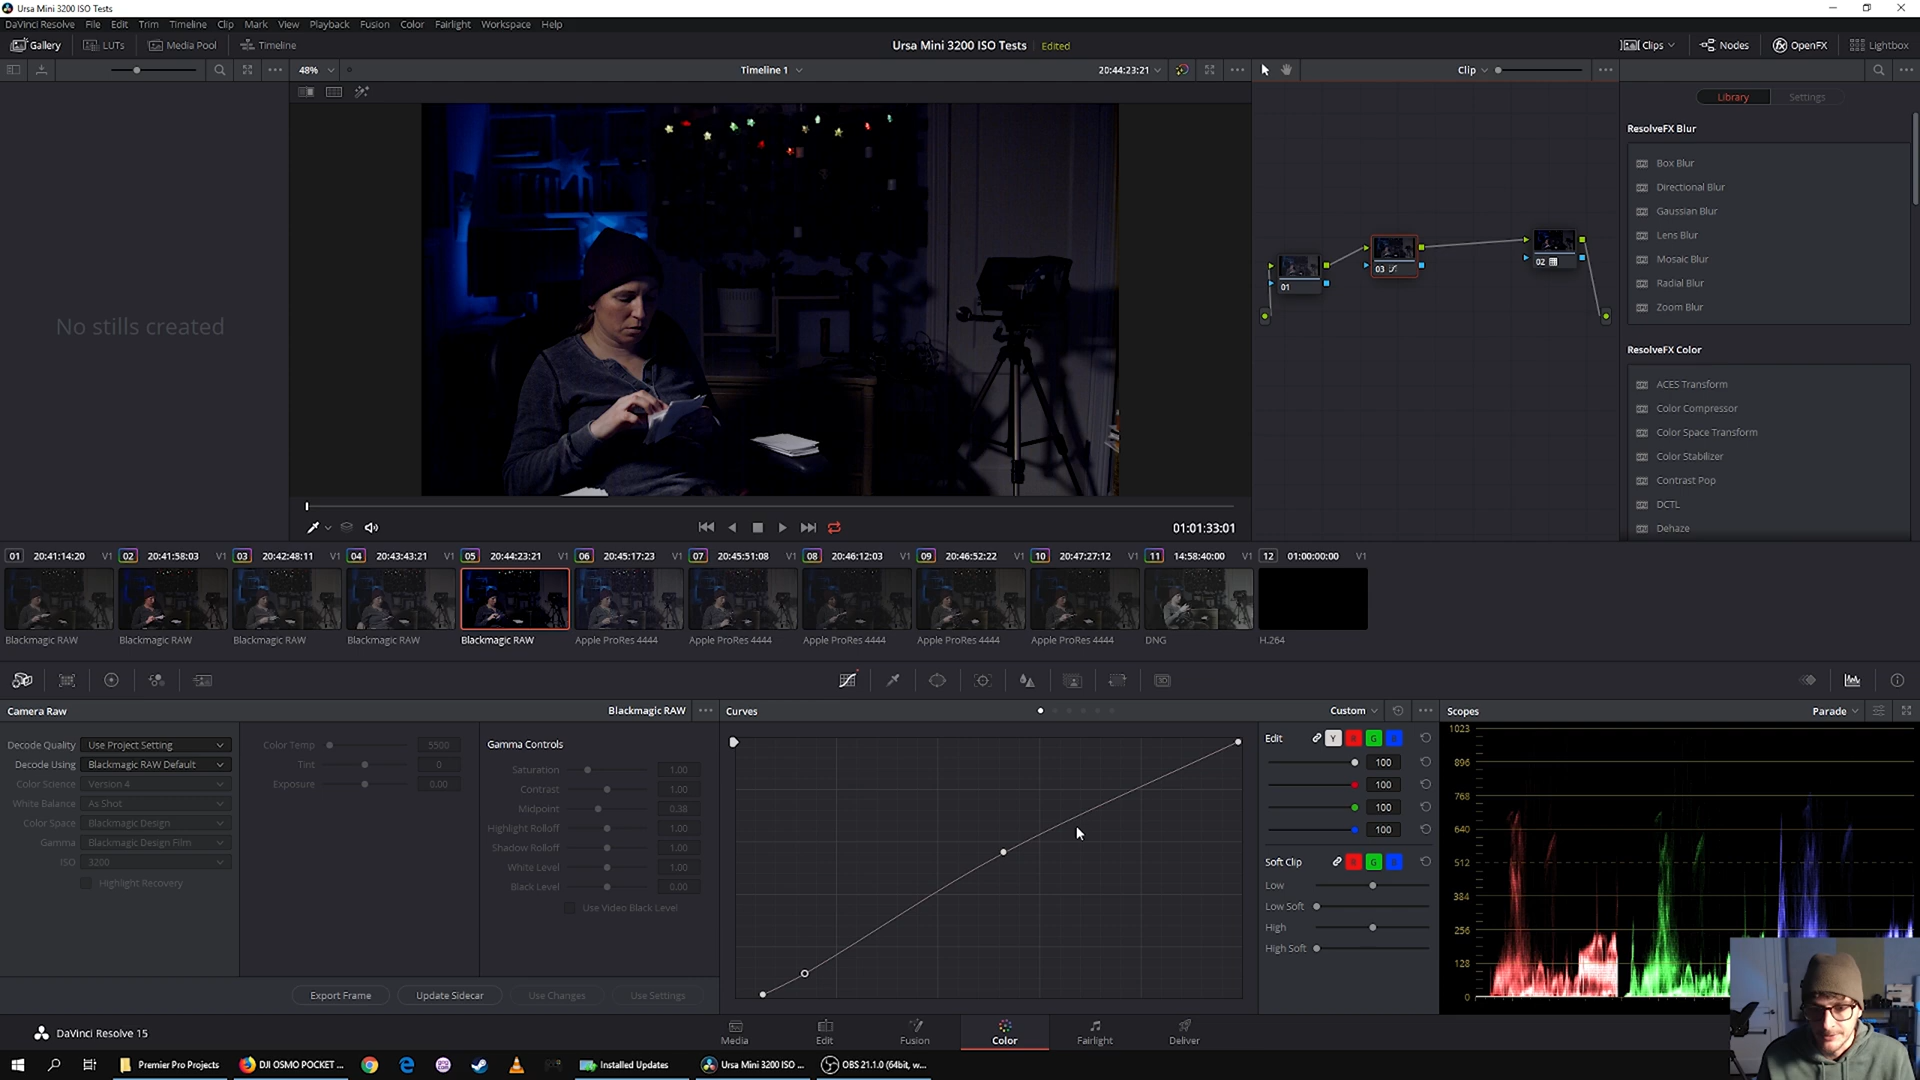 Ursa Mini 3200 ISO Tests
DaVinci Resolve File Edit Trim Timeline Clip Mark View Playback Fusion Color Fairlight Workspace Help
Gallery LUTs Media Pool Timeline Ursa Mini 3200 ISO Tests Edited Clips Nodes OpenFX Lightbox
48% Timeline 1 20:44:23:21 Clip
Library Settings
ResolveFX Blur
Box Blur
Directional Blur
Gaussian Blur
Lens Blur
Mosaic Blur
Radial Blur
Zoom Blur
ResolveFX Color
ACES Transform
Color Compressor
Color Space Transform
Color Stabilizer
Contrast Pop
DCTL
Dehaze
No stills created
01
03
02
01:01:33:01
01 20:41:14:20 V1 02 20:41:58:03 V1 03 20:42:48:11 V1 04 20:43:43:21 V1 05 20:44:23:21 V1 06 20:45:17:23 V1 07 20:45:51:08 V1 08 20:46:12:03 V1 09 20:46:52:22 V1 10 20:47:27:12 V1 11 14:58:40:00 V1 12 01:00:00:00 V1
Blackmagic RAW Blackmagic RAW Blackmagic RAW Blackmagic RAW Blackmagic RAW Apple ProRes 4444 Apple ProRes 4444 Apple ProRes 4444 Apple ProRes 4444 Apple ProRes 4444 DNG H.264
Camera Raw Blackmagic RAW
Decode Quality Use Project Setting
Decode Using Blackmagic RAW Default
Color Science Version 4
White Balance As Shot
Color Space Blackmagic Design
Gamma Blackmagic Design Film
ISO 3200
Highlight Recovery
Color Temp 5500
Tint 0
Exposure 0.00
Gamma Controls
Saturation 1.00
Contrast 1.00
Midpoint 0.38
Highlight Rolloff 1.00
Shadow Rolloff 1.00
White Level 1.00
Black Level 0.00
Use Video Black Level
Export Frame Update Sidecar Use Changes Use Settings
Curves Custom
Edit Y R G B
100
100
100
100
Soft Clip R G B
Low
Low Soft
High
High Soft
Scopes Parade
1023
896
768
640
512
384
256
128
0
DaVinci Resolve 15
Media Edit Fusion Color Fairlight Deliver
Premier Pro Projects DJI OSMO POCKET ... Installed Updates Ursa Mini 3200 ISO ... OBS 21.1.0 (64bit, w...